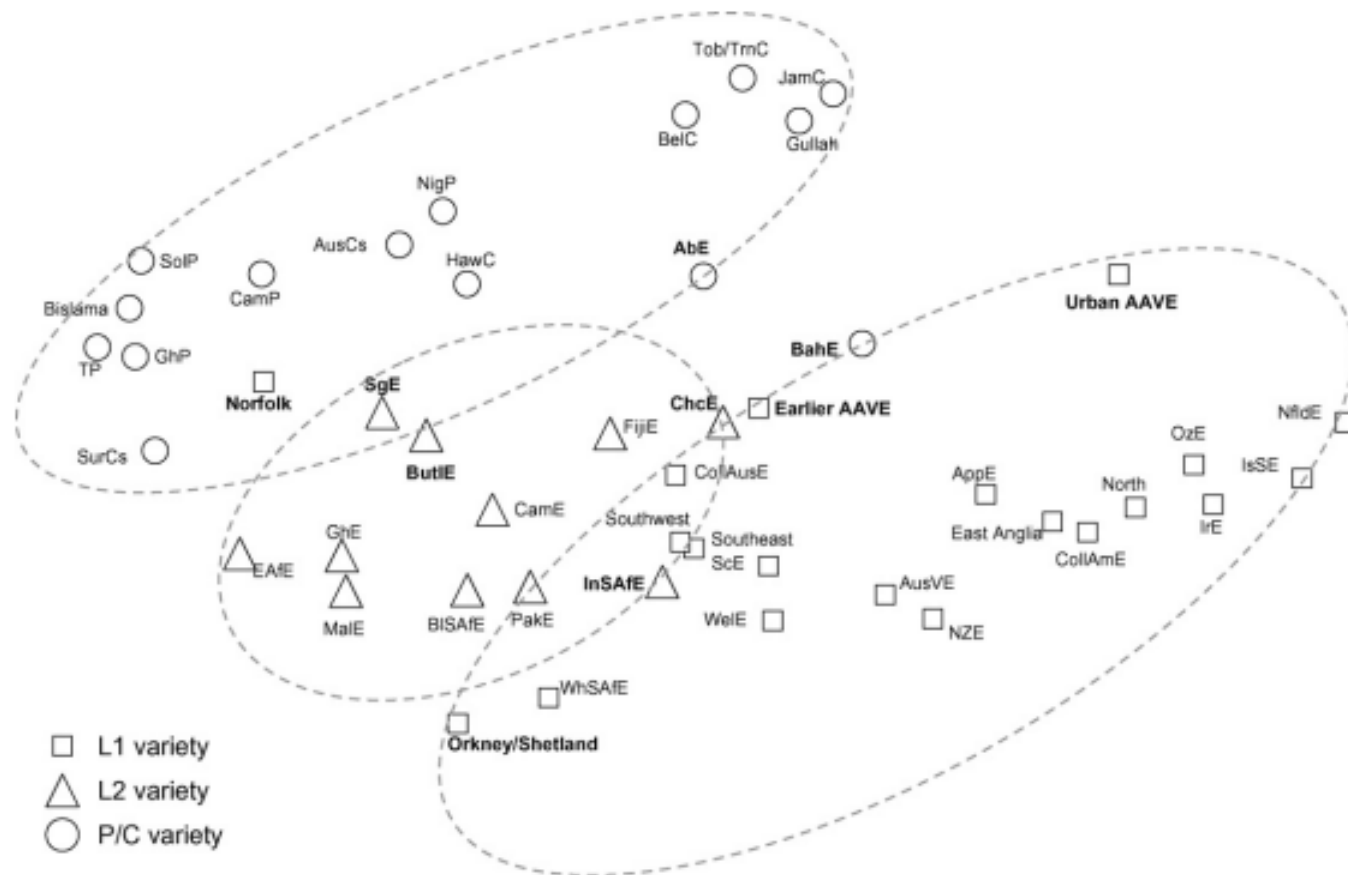 Tob/TrnC
JamC
BelC
Gullah
NigP
AusCs
AbE
SolP
HawC
CamP
Urban AAVE
Bislama
BahE
TP
GhP
SgE
Norfolk
ChcE
Earlier AAVE
NfldE
FijiE
OzE
SurCs
ButlE
CollAusE
IsSE
AppE
North
CamE
Southwest
East Anglia
IrE
GhE
Southeast
CollAmE
ScE
EAfE
InSAfE
AusVE
MalE
BlSAfE
PakE
WelE
NZE
WhSAfE
Orkney/Shetland
L1 variety
L2 variety
P/C variety